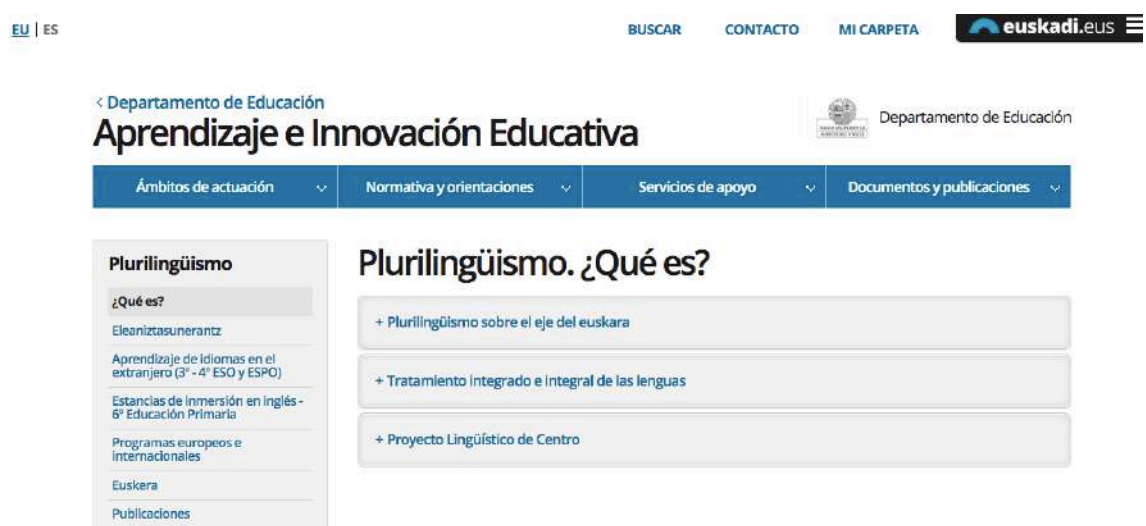 EU | ES
BUSCAR
CONTACTO
MI CARPETA
euskadi.eus
< Departamento de Educación
Aprendizaje e Innovación Educativa
Departamento de Educación
Ámbitos de actuación
Normativa y orientaciones
Servicios de apoyo
Documentos y publicaciones
Plurilingüismo
¿Qué es?
Eleaniztasunerantz
Aprendizaje de idiomas en el
extranjero (3º - 4º ESO y ESPO)
Estancias de inmersión en inglés -
6º Educación Primaria
Programas europeos e
internacionales
Euskera
Publicaciones
Plurilingüismo. ¿Qué es?
+ Plurilingüismo sobre el eje del euskara
+ Tratamiento integrado e integral de las lenguas
+ Proyecto Lingüístico de Centro